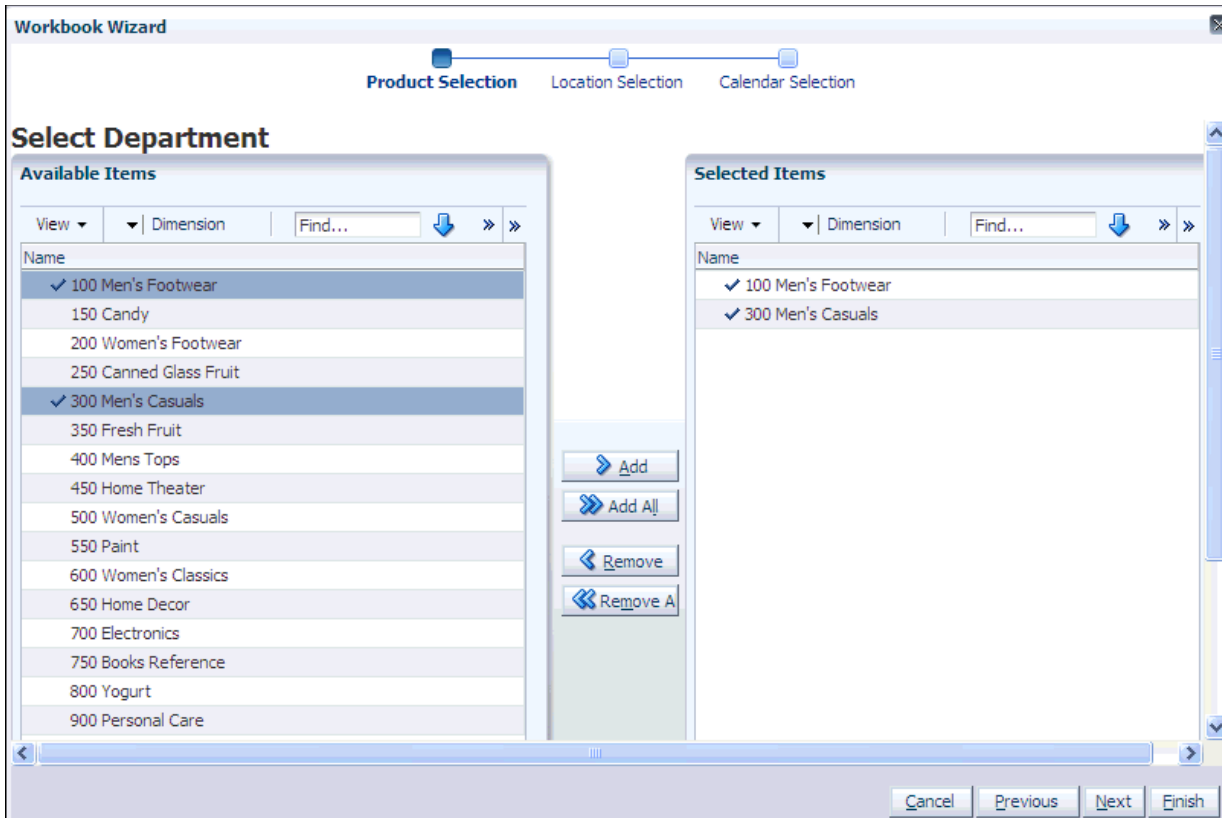 Workbook Wizard
Product Selection Location Selection Calendar Selection
Select Department
Available Items
View Dimension Find...
Name
100 Men's Footwear
150 Candy
200 Women's Footwear
250 Canned Glass Fruit
300 Men's Casuals
350 Fresh Fruit
400 Mens Tops
450 Home Theater
500 Women's Casuals
550 Paint
600 Women's Classics
650 Home Decor
700 Electronics
750 Books Reference
800 Yogurt
900 Personal Care
Add
Add All
Remove
Remove A
Selected Items
View Dimension Find...
Name
100 Men's Footwear
300 Men's Casuals
Cancel Previous Next Finish